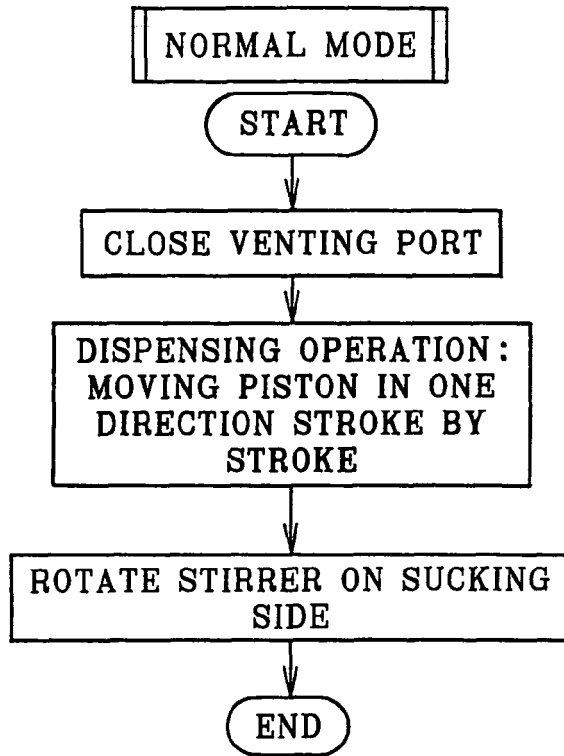 NORMAL MODE
START
CLOSE VENTING PORT
DISPENSING OPERATION:
MOVING PISTON IN ONE
DIRECTION STROKE BY
STROKE
ROTATE STIRRER ON SUCKING
SIDE
END